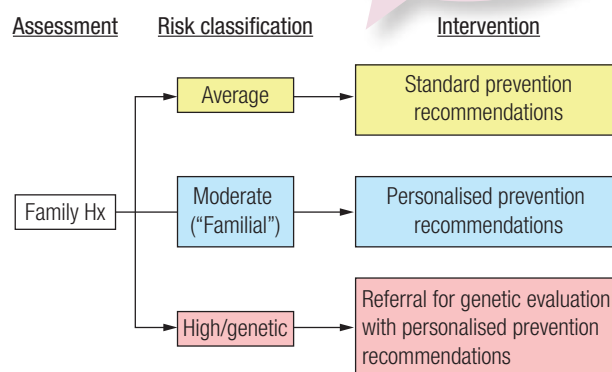 Assessment Risk classification Intervention
Average
Standard prevention
recommendations
Family Hx
Moderate
(“Familial”)
Personalised prevention
recommendations
High/genetic
Referral for genetic evaluation
with personalised prevention
recommendations